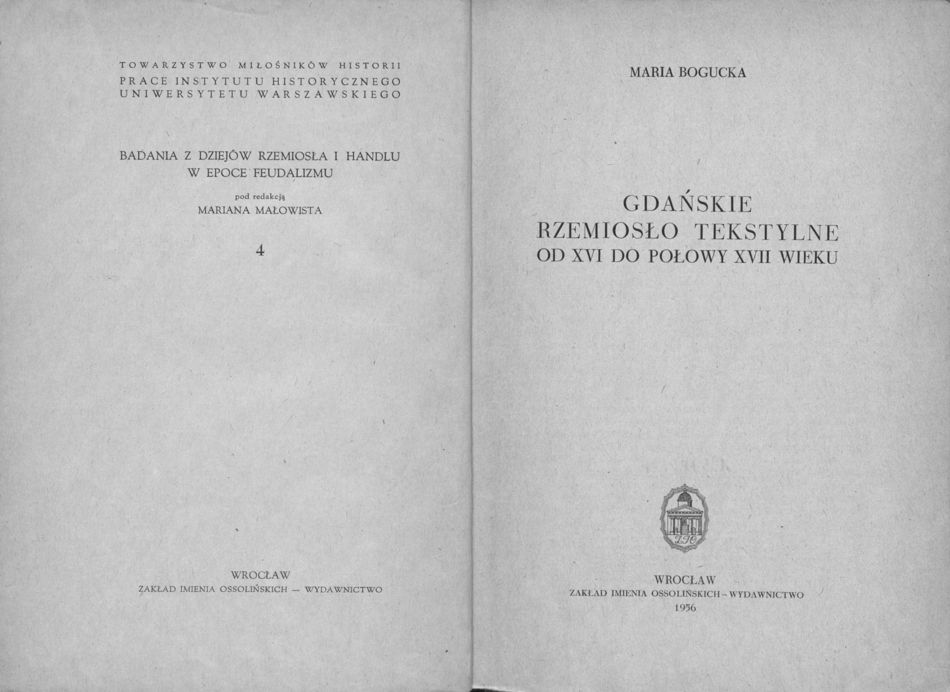 TOWARZYSTWO MIŁOŚNIKÓW HISTORII
PRACE INSTYTUTU HISTORYCZNEGO
UNIWERSYTETU WARSZAWSKIEGO
BADANIA Z DZIEJÓW RZEMIOSŁA I HANDLU
W EPOCE FEUDALIZMU
pod redakcją
MARIANA MAŁOWISTA
4
WROCŁAW
ZAKŁAD IMIENIA OSSOLIŃSKICH — WYDAWNICTWO
MARIA BOGUCKA
GDAŃSKIE
RZEMIOSŁO TEKSTYLNE
OD XVI DO POŁOWY XVII WIEKU
ZIO
WROCŁAW
ZAKŁAD IMIENIA OSSOLIŃSKICH - WYDAWNICTWO
1956